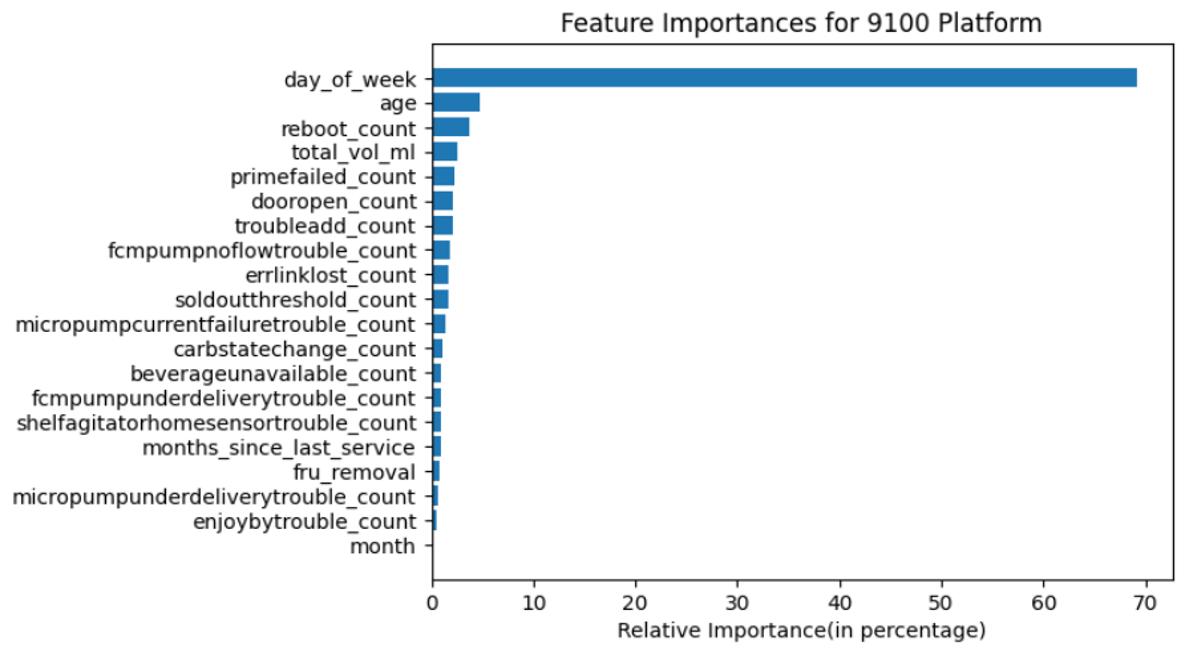 Feature Importances for 9100 Platform
day_of_week
age
reboot_count
total_vol_ml
primefailed_count
dooropen_count
troubleadd_count
fcmpumpnoflowtrouble_count
errlinklost_count
soldoutthreshold_count
micropumpcurrentfailuretrouble_count
carbstatechange_count
beverageunavailable_count
fcmpumpunderdeliverytrouble_count
shelfagitatorhomesensortrouble_count
months_since_last_service
fru_removal
micropumpunderdeliverytrouble_count
enjoybytrouble_count
month
0 10 20 30 40 50 60 70
Relative Importance(in percentage)